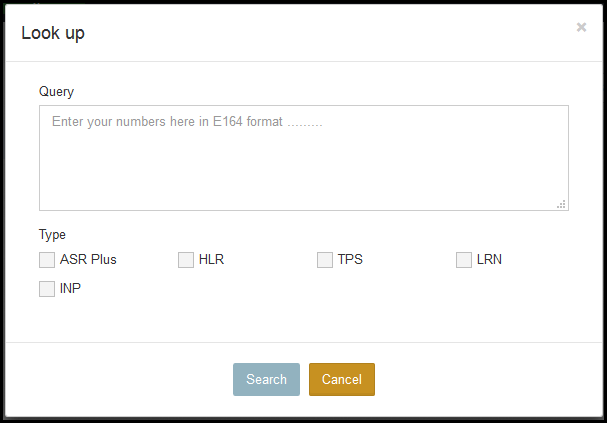 Look up ×
Query
Enter your numbers here in E164 format .........
Type
ASR Plus HLR TPS LRN
INP
Search Cancel